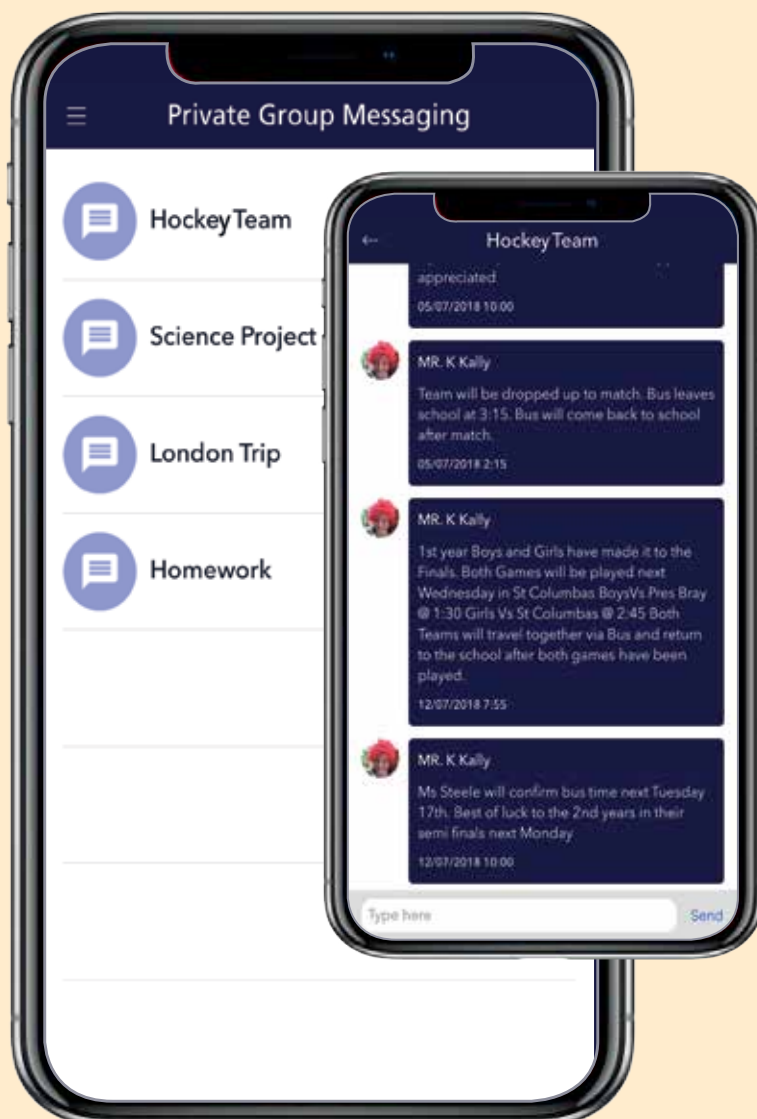 Private Group Messaging
Hockey Team
Science Project
London Trip
Homework
Hockey Team
appreciated
05/07/2018 10:00
MR. K Kally
Team will be dropped up to match. Bus leaves
school at 3:15. Bus will come back to school
after match.
05/07/2018 2:15
MR. K Kally
1st year Boys and Girls have made it to the
Finals. Both Games will be played next
Wednesday in St Columbas BoysVs Pres Bray
@ 1:30 Girls Vs St Columbas @ 2:45 Both
Teams will travel together via Bus and return
to the school after both games have been
played.
12/07/2018 7:55
MR. K Kally
Ms Steele will confirm bus time next Tuesday
17th. Best of luck to the 2nd years in their
semi finals next Monday
12/07/2018 10:00
Type here
Send